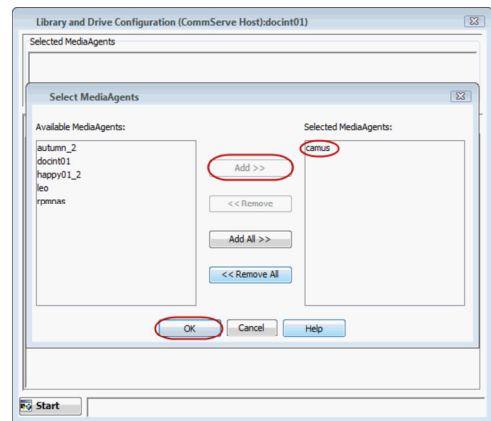 Library and Drive Configuration (CommServe Host):docint01)
Selected MediaAgents
Select MediaAgents
Available MediaAgents:
Selected MediaAgents:
autumn_2
docint01
happy01_2
leo
rpmnas
camus
Add >>
<< Remove
Add All >>
<< Remove All
OK
Cancel
Help
Start